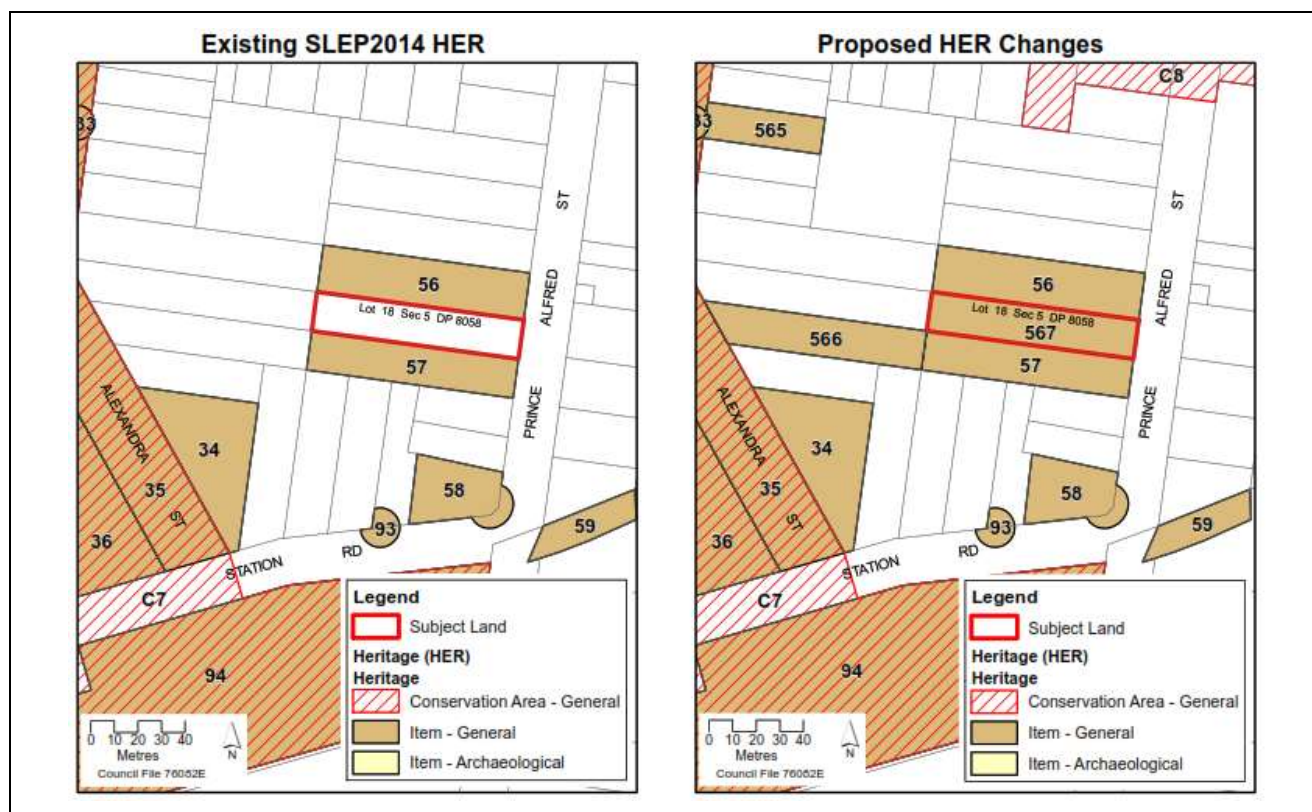 Existing SLEP2014 HER
33
56
Lot 18 Sec 5 DP 8058
57
PRINCE ALFRED ST
ALEXANDRA ST
34
35
36
58
93
59
STATION RD
C7
94
0 10 20 30 40
Metres
Council File 76082E
N
Legend
Subject Land
Heritage (HER)
Heritage
Conservation Area - General
Item - General
Item - Archaeological
Proposed HER Changes
C8
33
565
56
Lot 18 Sec 5 DP 8058
567
566
57
PRINCE ALFRED ST
ALEXANDRA ST
34
35
36
58
93
59
STATION RD
C7
94
0 10 20 30 40
Metres
Council File 76082E
N
Legend
Subject Land
Heritage (HER)
Heritage
Conservation Area - General
Item - General
Item - Archaeological